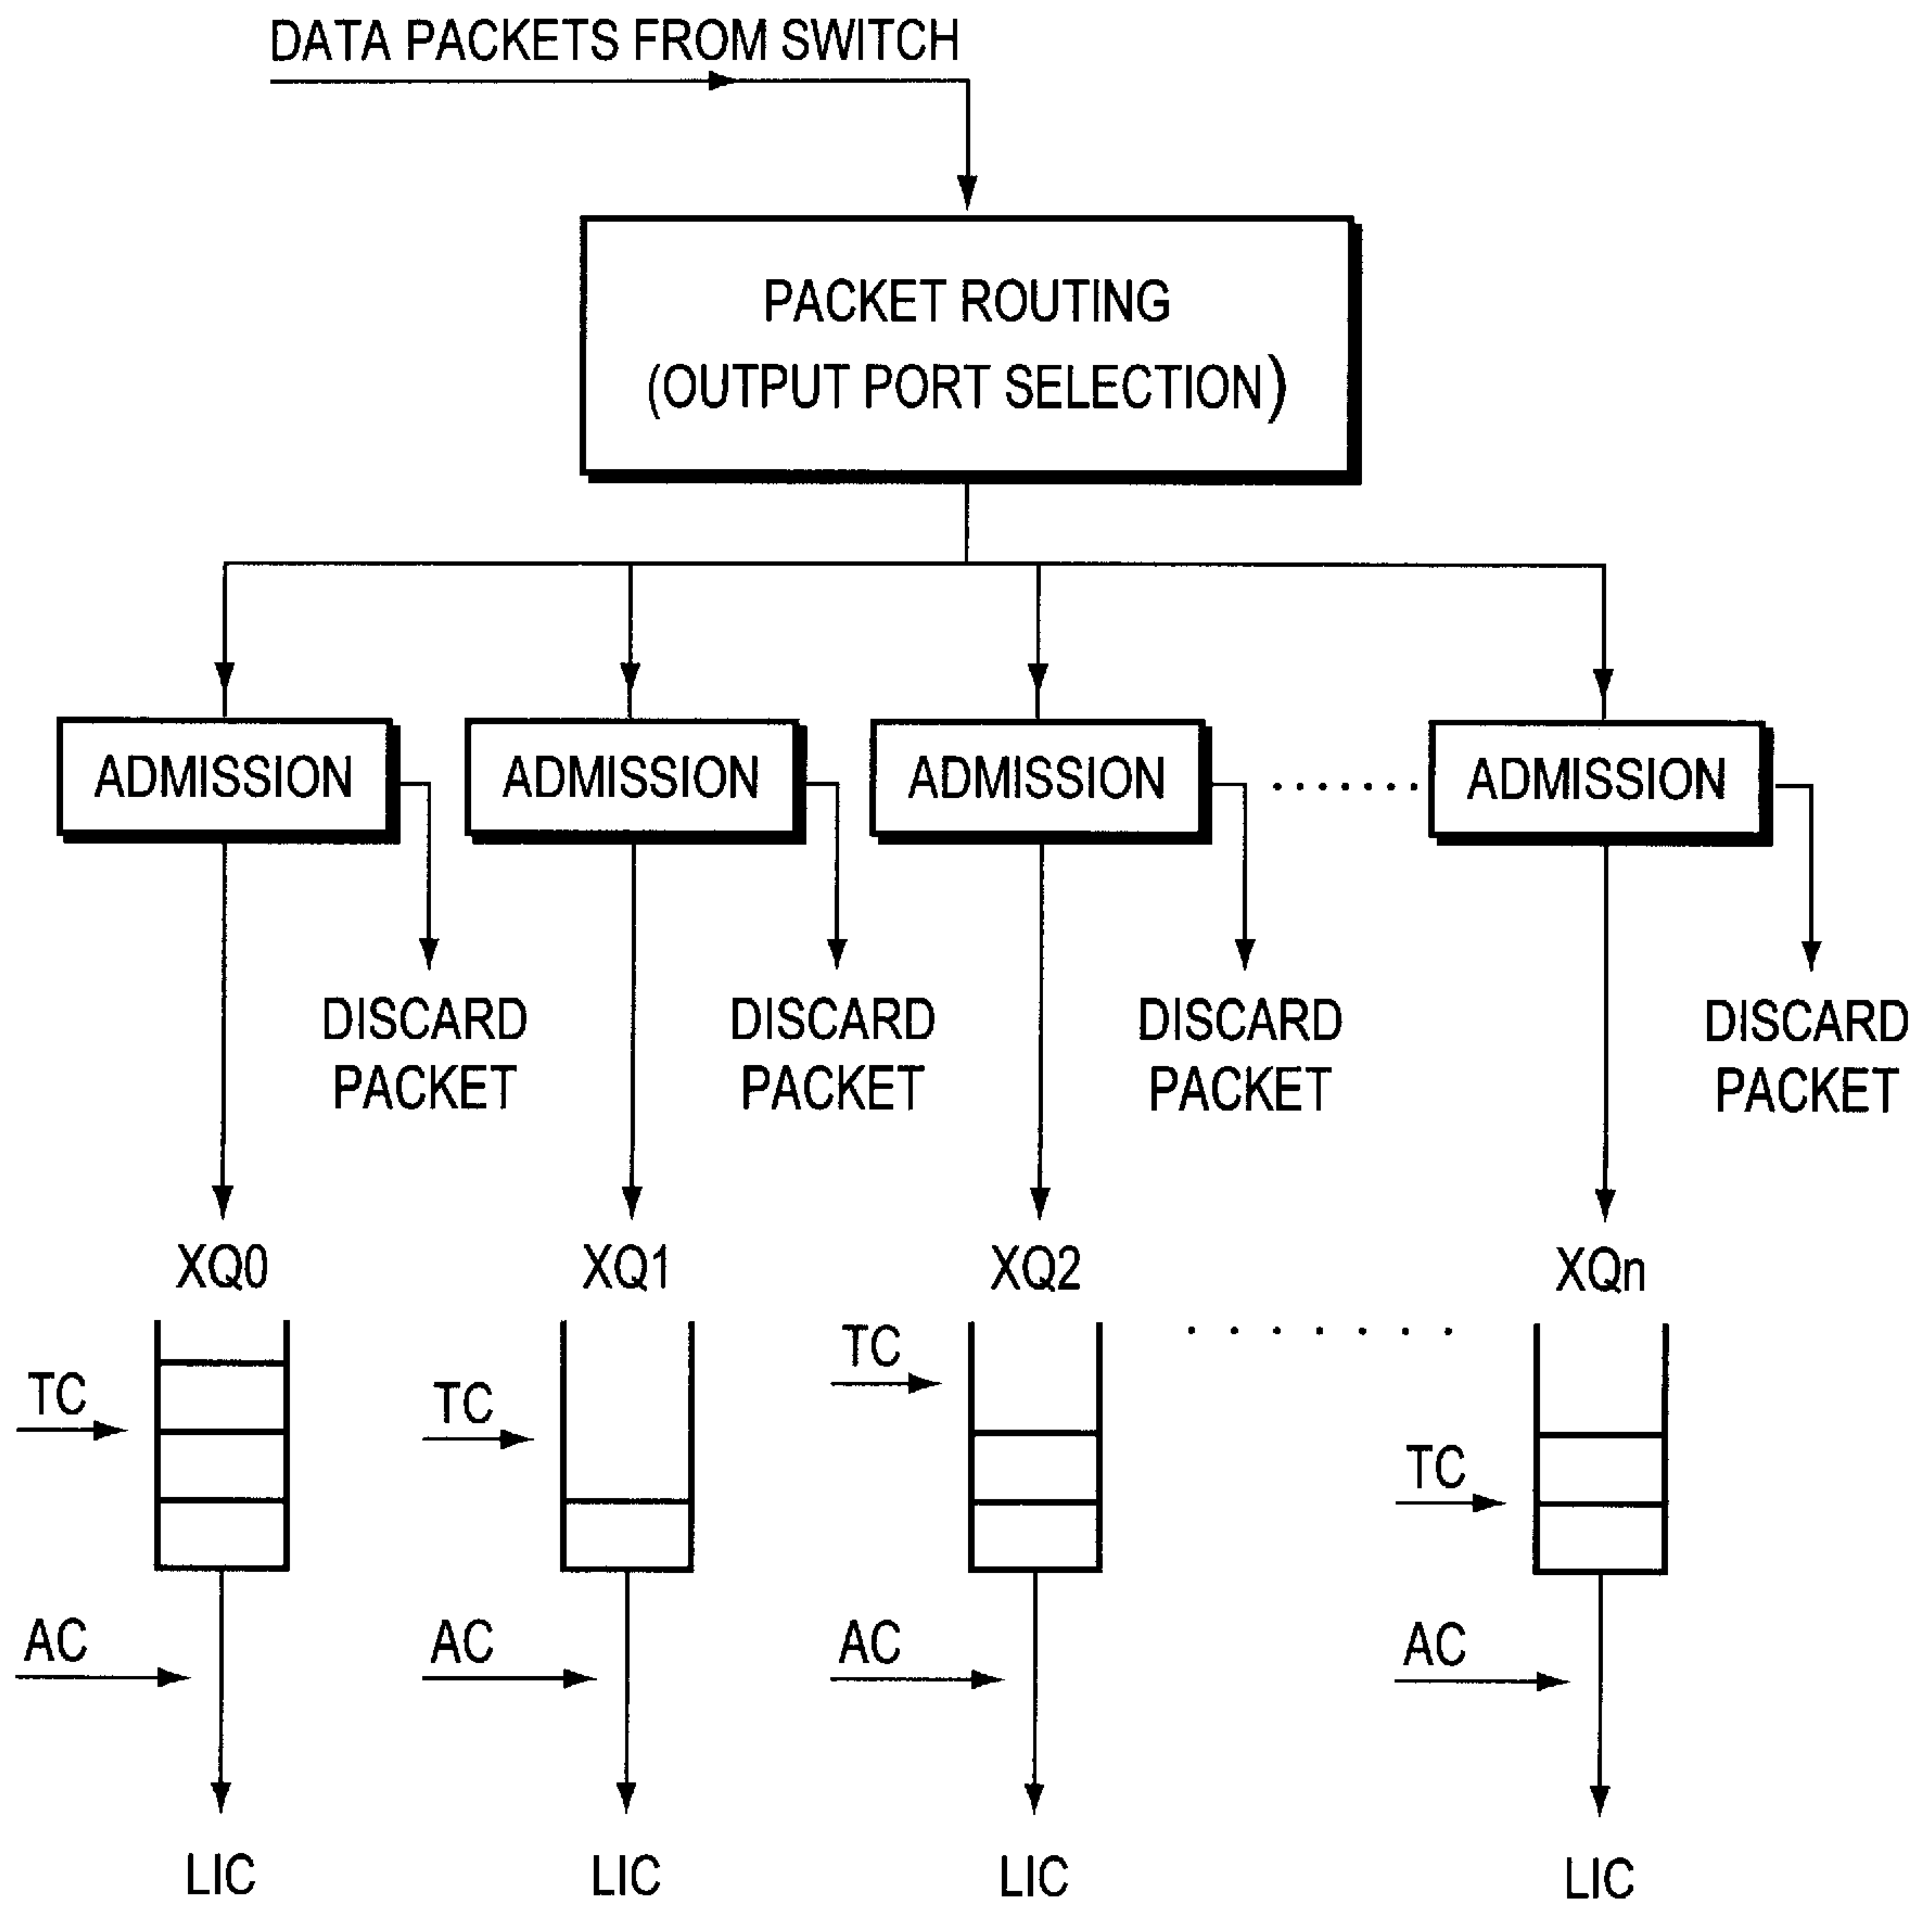 DATA PACKETS FROM SWITCH
PACKET ROUTING
(OUTPUT PORT SELECTION)
ADMISSION
ADMISSION
ADMISSION
ADMISSION
DISCARD
PACKET
DISCARD
PACKET
DISCARD
PACKET
DISCARD
PACKET
XQ0
XQ1
XQ2
XQn
TC
TC
TC
TC
AC
AC
AC
AC
LIC
LIC
LIC
LIC